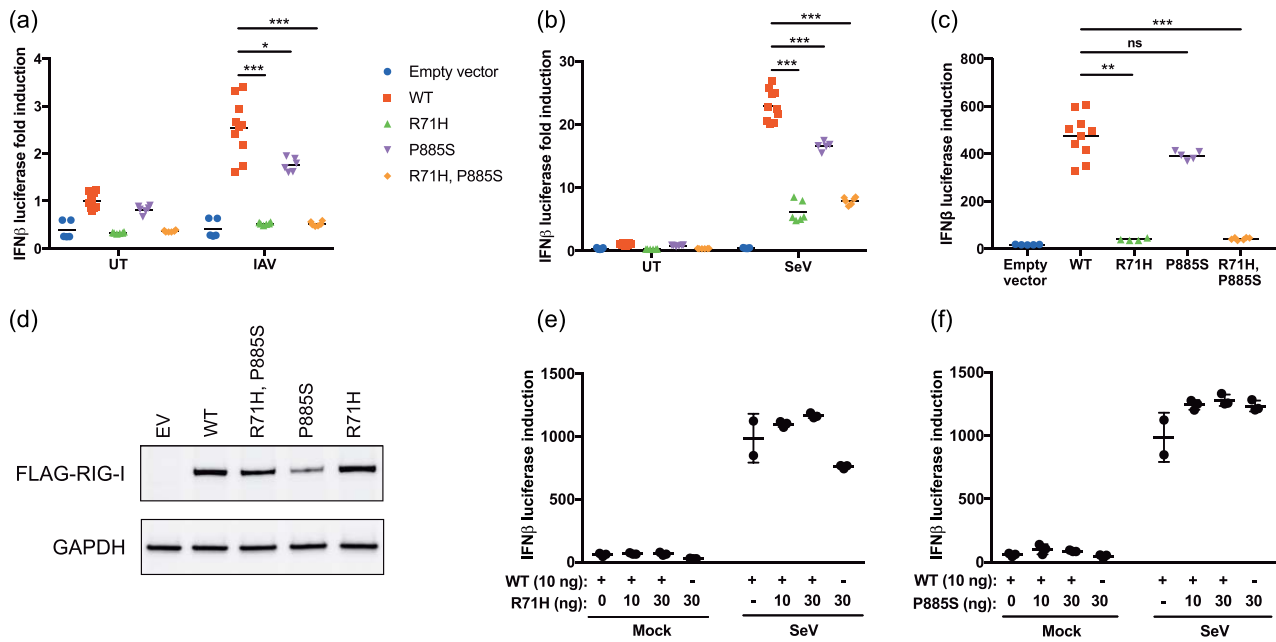 (a)
IFNβ luciferase fold induction
4
3
2
1
0
UT
IAV
***
*
***
Empty vector
WT
R71H
P885S
R71H, P885S
(b)
IFNβ luciferase fold induction
30
20
10
0
UT
SeV
***
***
***
(c)
IFNβ luciferase induction
800
600
400
200
0
***
ns
**
Empty
vector
WT
R71H
P885S
R71H,
P885S
(d)
EV
WT
R71H, P885S
P885S
R71H
FLAG-RIG-I
GAPDH
(e)
IFNβ luciferase induction
1500
1000
500
0
WT (10 ng): + + + - + + + -
R71H (ng): 0 10 30 30 - 10 30 30
Mock
SeV
(f)
IFNβ luciferase induction
1500
1000
500
0
WT (10 ng): + + + - + + + -
P885S (ng): 0 10 30 30 - 10 30 30
Mock
SeV